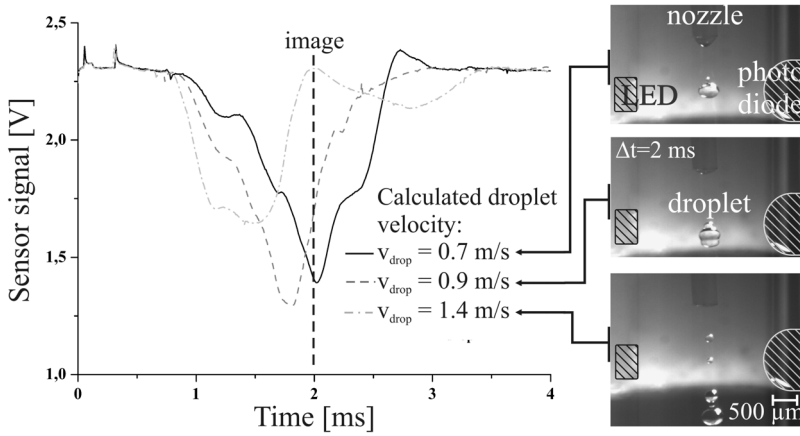 2,5
2,0
1,5
1,0
Sensor signal [V]
0
1
2
3
4
Time [ms]
image
Calculated droplet
velocity:
v_drop = 0.7 m/s
v_drop = 0.9 m/s
v_drop = 1.4 m/s
nozzle
LED
photo
diode
Δt=2 ms
droplet
500 µm